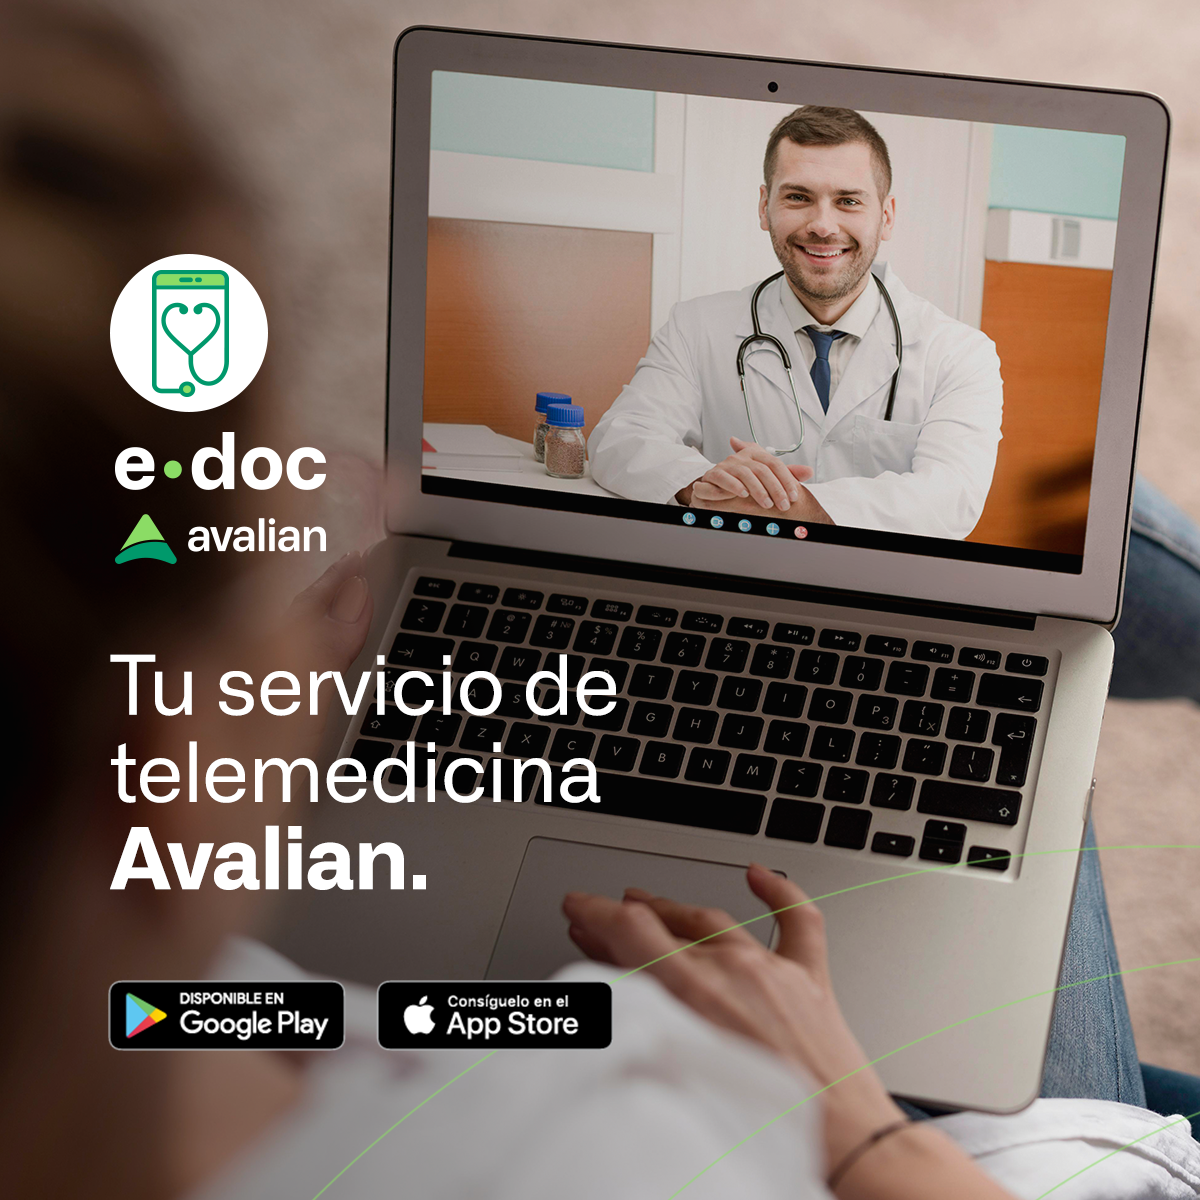 e·doc
avalian
Tu servicio de
telemedicina
Avalian.
DISPONIBLE EN
Google Play
Consíguelo en el
App Store